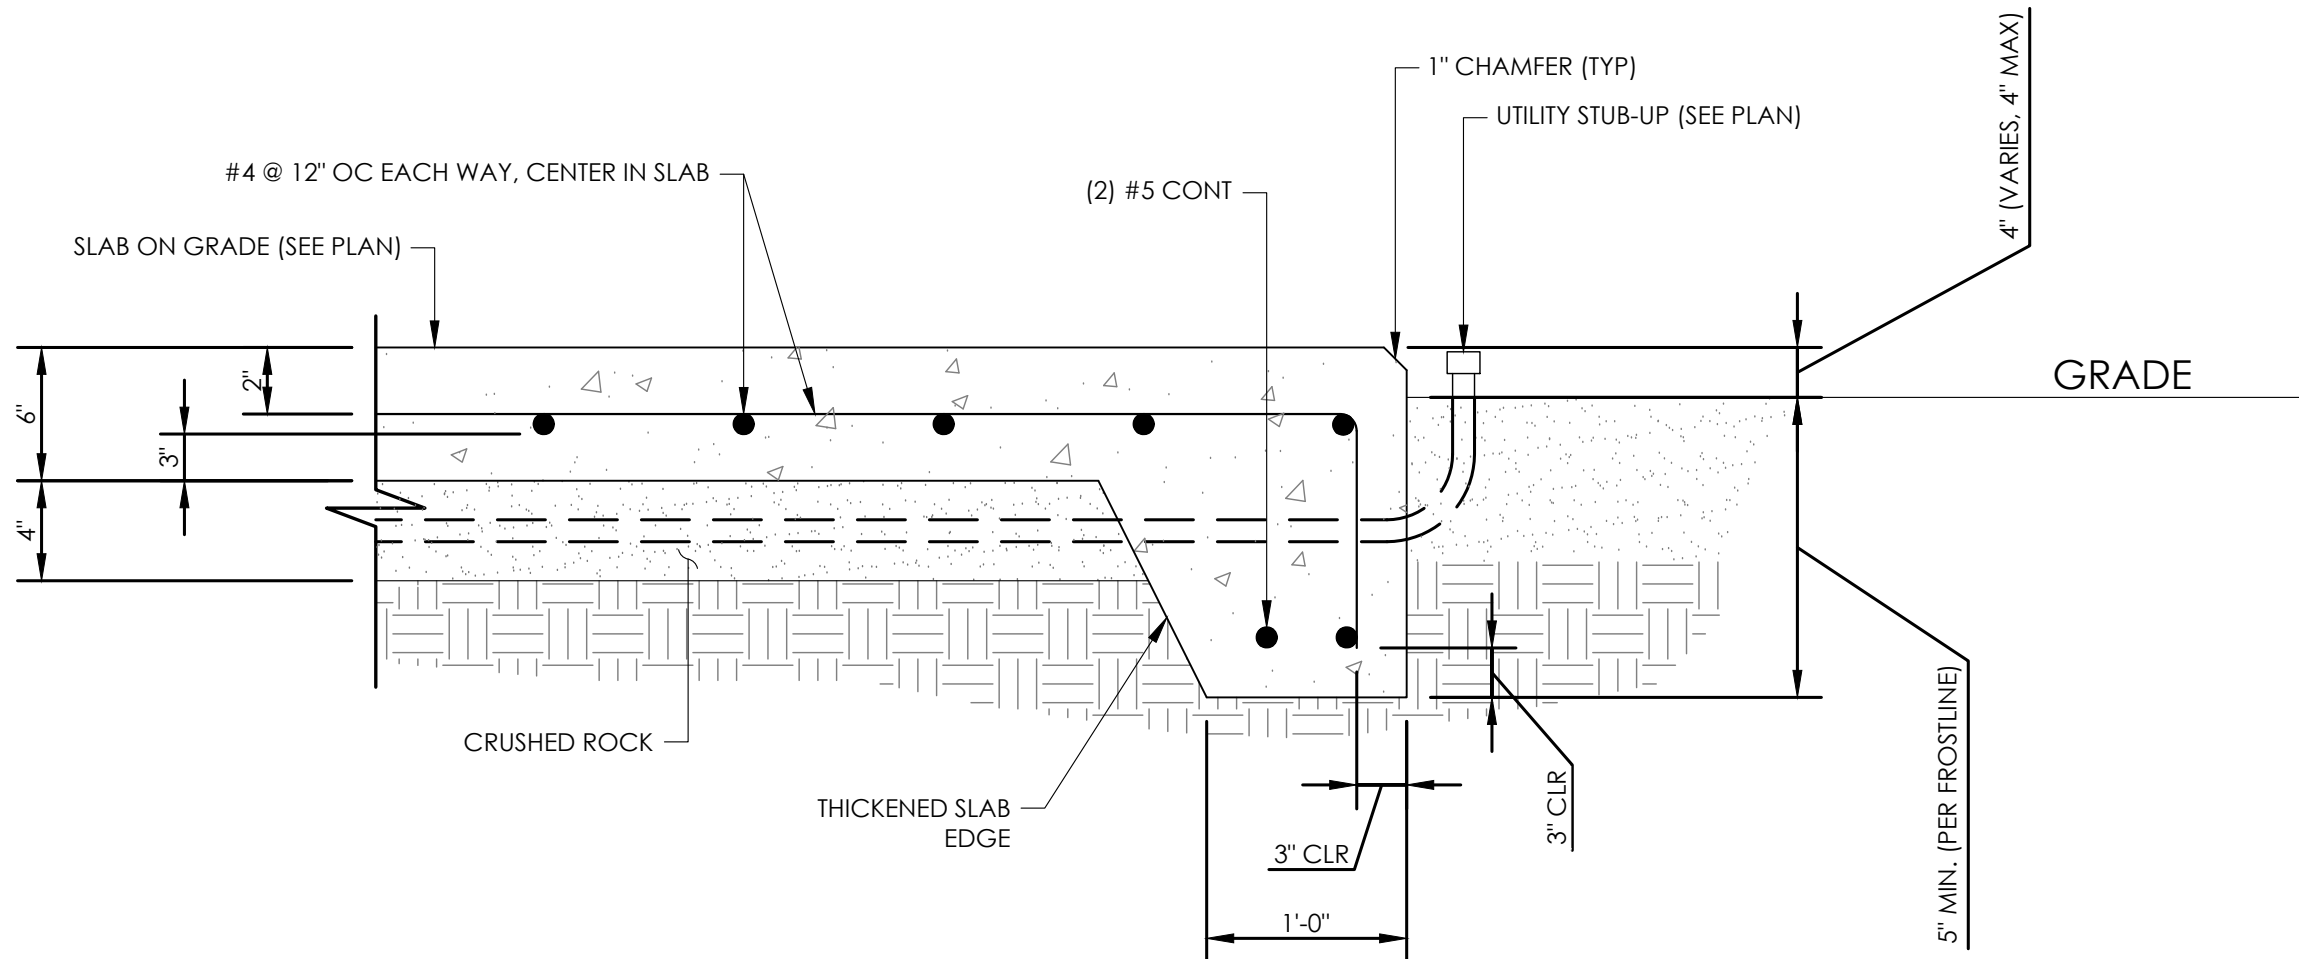 1" CHAMFER (TYP)
UTILITY STUB-UP (SEE PLAN)
4" (VARIES, 4" MAX)
#4 @ 12" OC EACH WAY, CENTER IN SLAB
(2) #5 CONT
SLAB ON GRADE (SEE PLAN)
GRADE
2"
6"
3"
4"
CRUSHED ROCK
THICKENED SLAB
EDGE
3" CLR
3" CLR
1'-0"
5" MIN. (PER FROSTLINE)